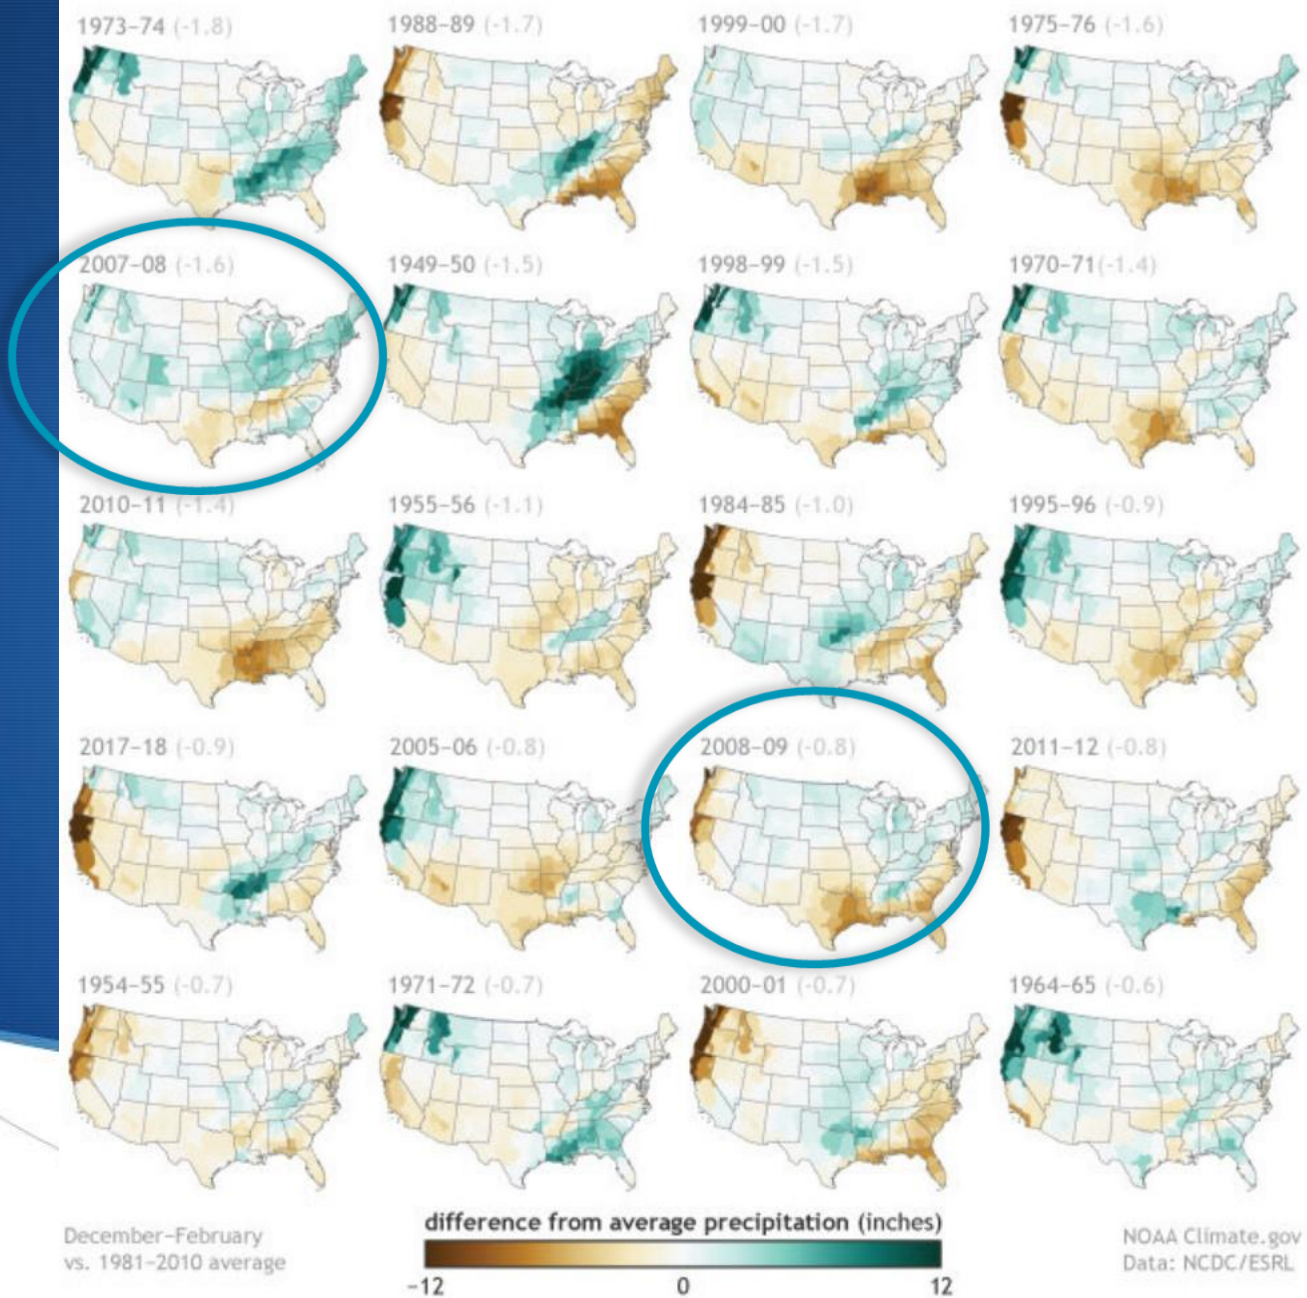 1973–74 (-1.8) 1988–89 (-1.7) 1999–00 (-1.7) 1975–76 (-1.6)
2007–08 (-1.6) 1949–50 (-1.5) 1998–99 (-1.5) 1970–71(-1.4)
2010–11 (-1.4) 1955–56 (-1.1) 1984–85 (-1.0) 1995–96 (-0.9)
2017–18 (-0.9) 2005–06 (-0.8) 2008–09 (-0.8) 2011–12 (-0.8)
1954–55 (-0.7) 1971–72 (-0.7) 2000–01 (-0.7) 1964–65 (-0.6)
difference from average precipitation (inches)
−12 0 12
December–February
vs. 1981–2010 average
NOAA Climate.gov
Data: NCDC/ESRL